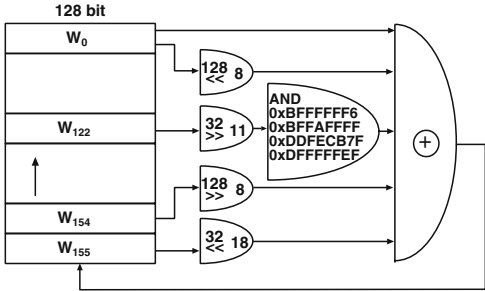 128 bit
W0
128
<< 8
W122
32
>> 11
AND
0xBFFFFFF6
0xBFFAFFFF
0xDDFECB7F
0xDFFFFFEF
+
128
>> 8
W154
32
<< 18
W155